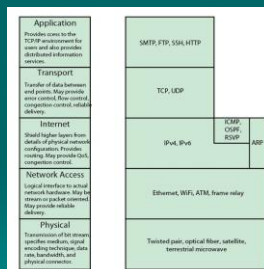 Application
Provides access to the
TCP/IP environment for
users and also provides
distributed information
services.
SMTP, FTP, SSH, HTTP
Transport
Transfer of data between
end points. May provide
error control, flow control,
congestion control, reliable
delivery.
TCP, UDP
Internet
Shield higher layers from
details of physical network
configuration. Provides
routing. May provide QoS,
congestion control.
ICMP,
OSPF,
RSVP
ARP
IPv4, IPv6
Network Access
Logical interface to actual
network hardware. May be
stream or packet oriented.
May provide reliable
delivery.
Ethernet, WiFi, ATM, frame relay
Physical
Transmission of bit stream;
specifies medium, signal
encoding technique, data
rate, bandwidth, and
physical connector.
Twisted pair, optical fiber, satellite,
terrestrial microwave